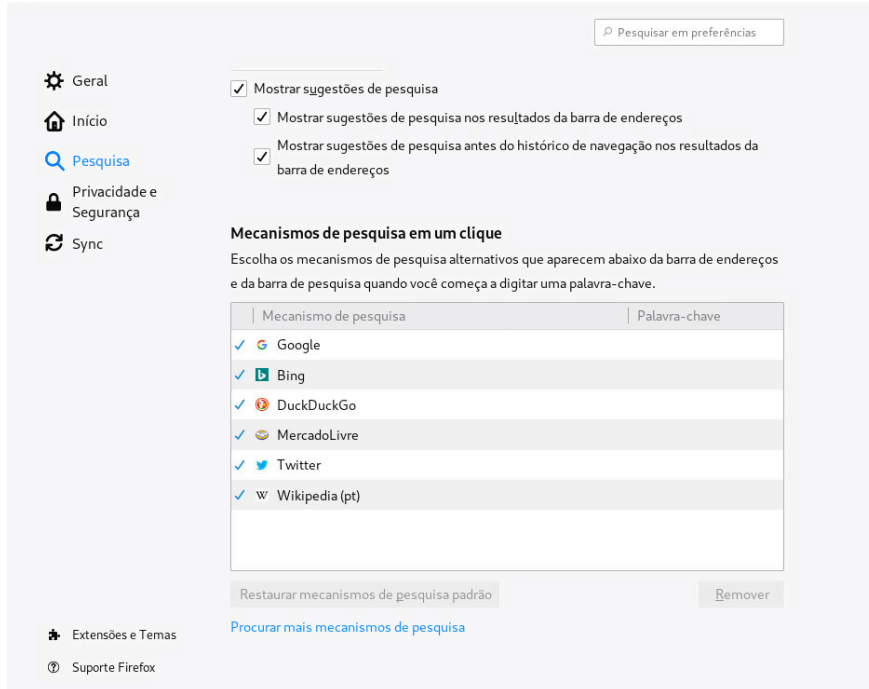 Pesquisar em preferências
Geral
Início
Pesquisa
Privacidade e
Segurança
Sync
Mostrar sugestões de pesquisa
Mostrar sugestões de pesquisa nos resultados da barra de endereços
Mostrar sugestões de pesquisa antes do histórico de navegação nos resultados da
barra de endereços
Mecanismos de pesquisa em um clique
Escolha os mecanismos de pesquisa alternativos que aparecem abaixo da barra de endereços
e da barra de pesquisa quando você começa a digitar uma palavra-chave.
Mecanismo de pesquisa Palavra-chave
Google
Bing
DuckDuckGo
MercadoLivre
Twitter
Wikipedia (pt)
Restaurar mecanismos de pesquisa padrão Remover
Procurar mais mecanismos de pesquisa
Extensões e Temas
Suporte Firefox